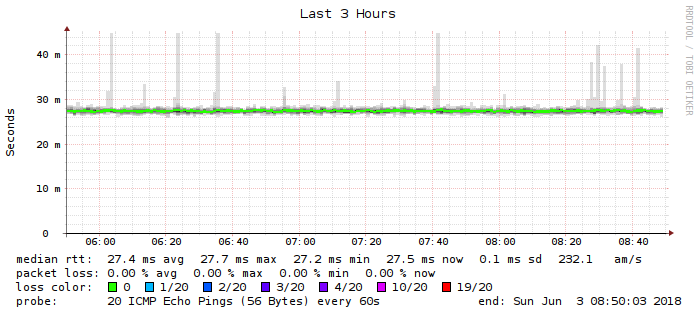 Last 3 Hours
RRDTOOL / TOBI OETIKER
Seconds
40 m
30 m
20 m
10 m
0
06:00 06:20 06:40 07:00 07:20 07:40 08:00 08:20 08:40
median rtt: 27.4 ms avg 27.7 ms max 27.2 ms min 27.5 ms now 0.1 ms sd 232.1 am/s
packet loss: 0.00 % avg 0.00 % max 0.00 % min 0.00 % now
loss color: 0 1/20 2/20 3/20 4/20 10/20 19/20
probe: 20 ICMP Echo Pings (56 Bytes) every 60s end: Sun Jun 3 08:50:03 2018